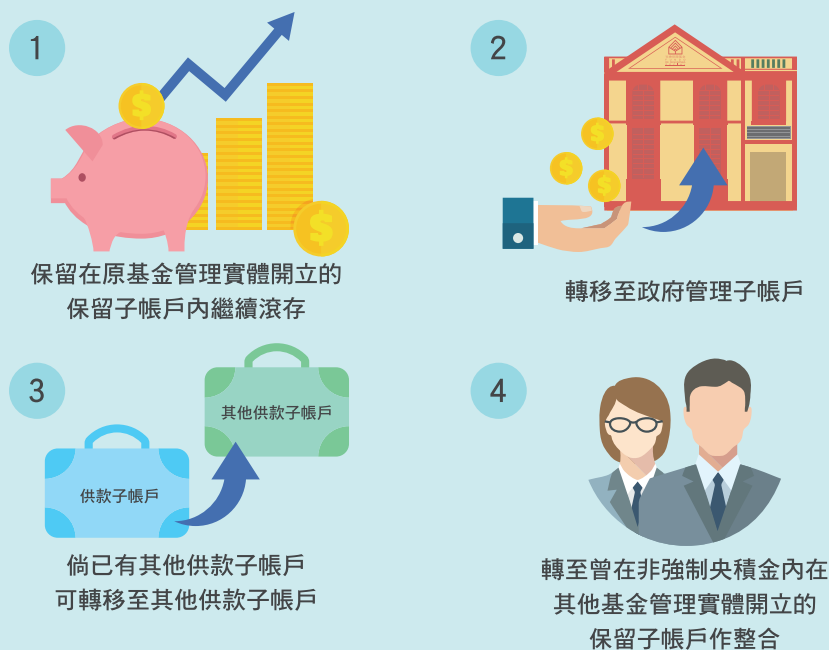 1
保留在原基金管理實體開立的
保留子帳戶內繼續滾存
2
轉移至政府管理子帳戶
3
其他供款子帳戶
供款子帳戶
倘已有其他供款子帳戶
可轉移至其他供款子帳戶
4
轉至曾在非強制央積金內在
其他基金管理實體開立的
保留子帳戶作整合